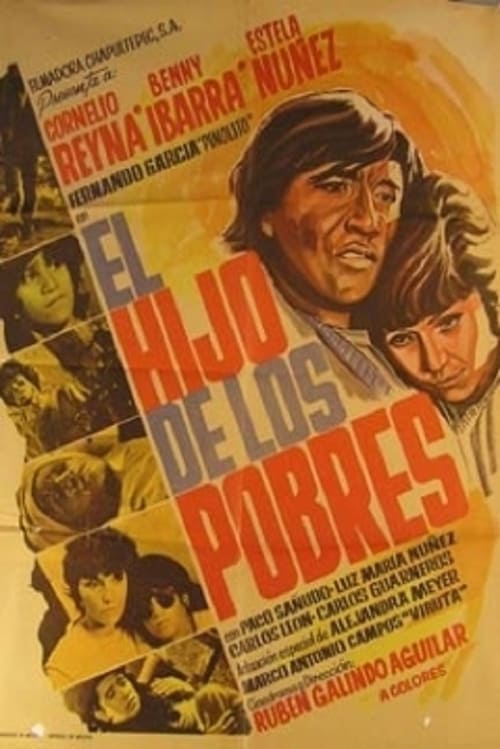 FILMADORA CHAPULTEPEC, S.A.
Presenta a:
CORNELIO REYNA*
BENNY IBARRA*
ESTELA NUÑEZ
FERNANDO GARCIA "PINOLITO"
en
EL
HIJO
DE LOS
POBRES
con PACO SAÑUDO-LUZ MARIA NUÑEZ
CARLOS LEON-CARLOS GUARNEROS
Actuación especial de ALEJANDRA MEYER
MARCO ANTONIO CAMPOS "VIRUTA"
Dirección:
RUBEN GALINDO AGUILAR
A COLORES